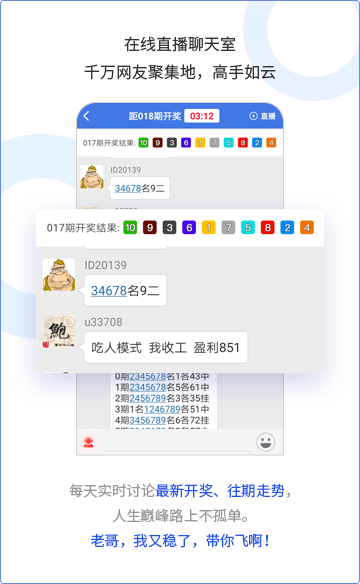 在线直播聊天室
千万网友聚集地，高手如云
距018期开奖 03:12 直播
017期开奖结果: 10 9 3 6 1 7 5 8 2 4
ID20139
34678名9二
017期开奖结果: 10 9 3 6 1 7 5 8 2 4
ID20139
34678名9二
u33708
吃人模式 我收工 盈利851
0期2345678名1各43中
1期2345678名5各61中
2期2456789名3各35挂
3期1名1246789各51中
4期3456789名6各72挂
每天实时讨论最新开奖、往期走势，
人生巅峰路上不孤单。
老哥，我又稳了，带你飞啊！